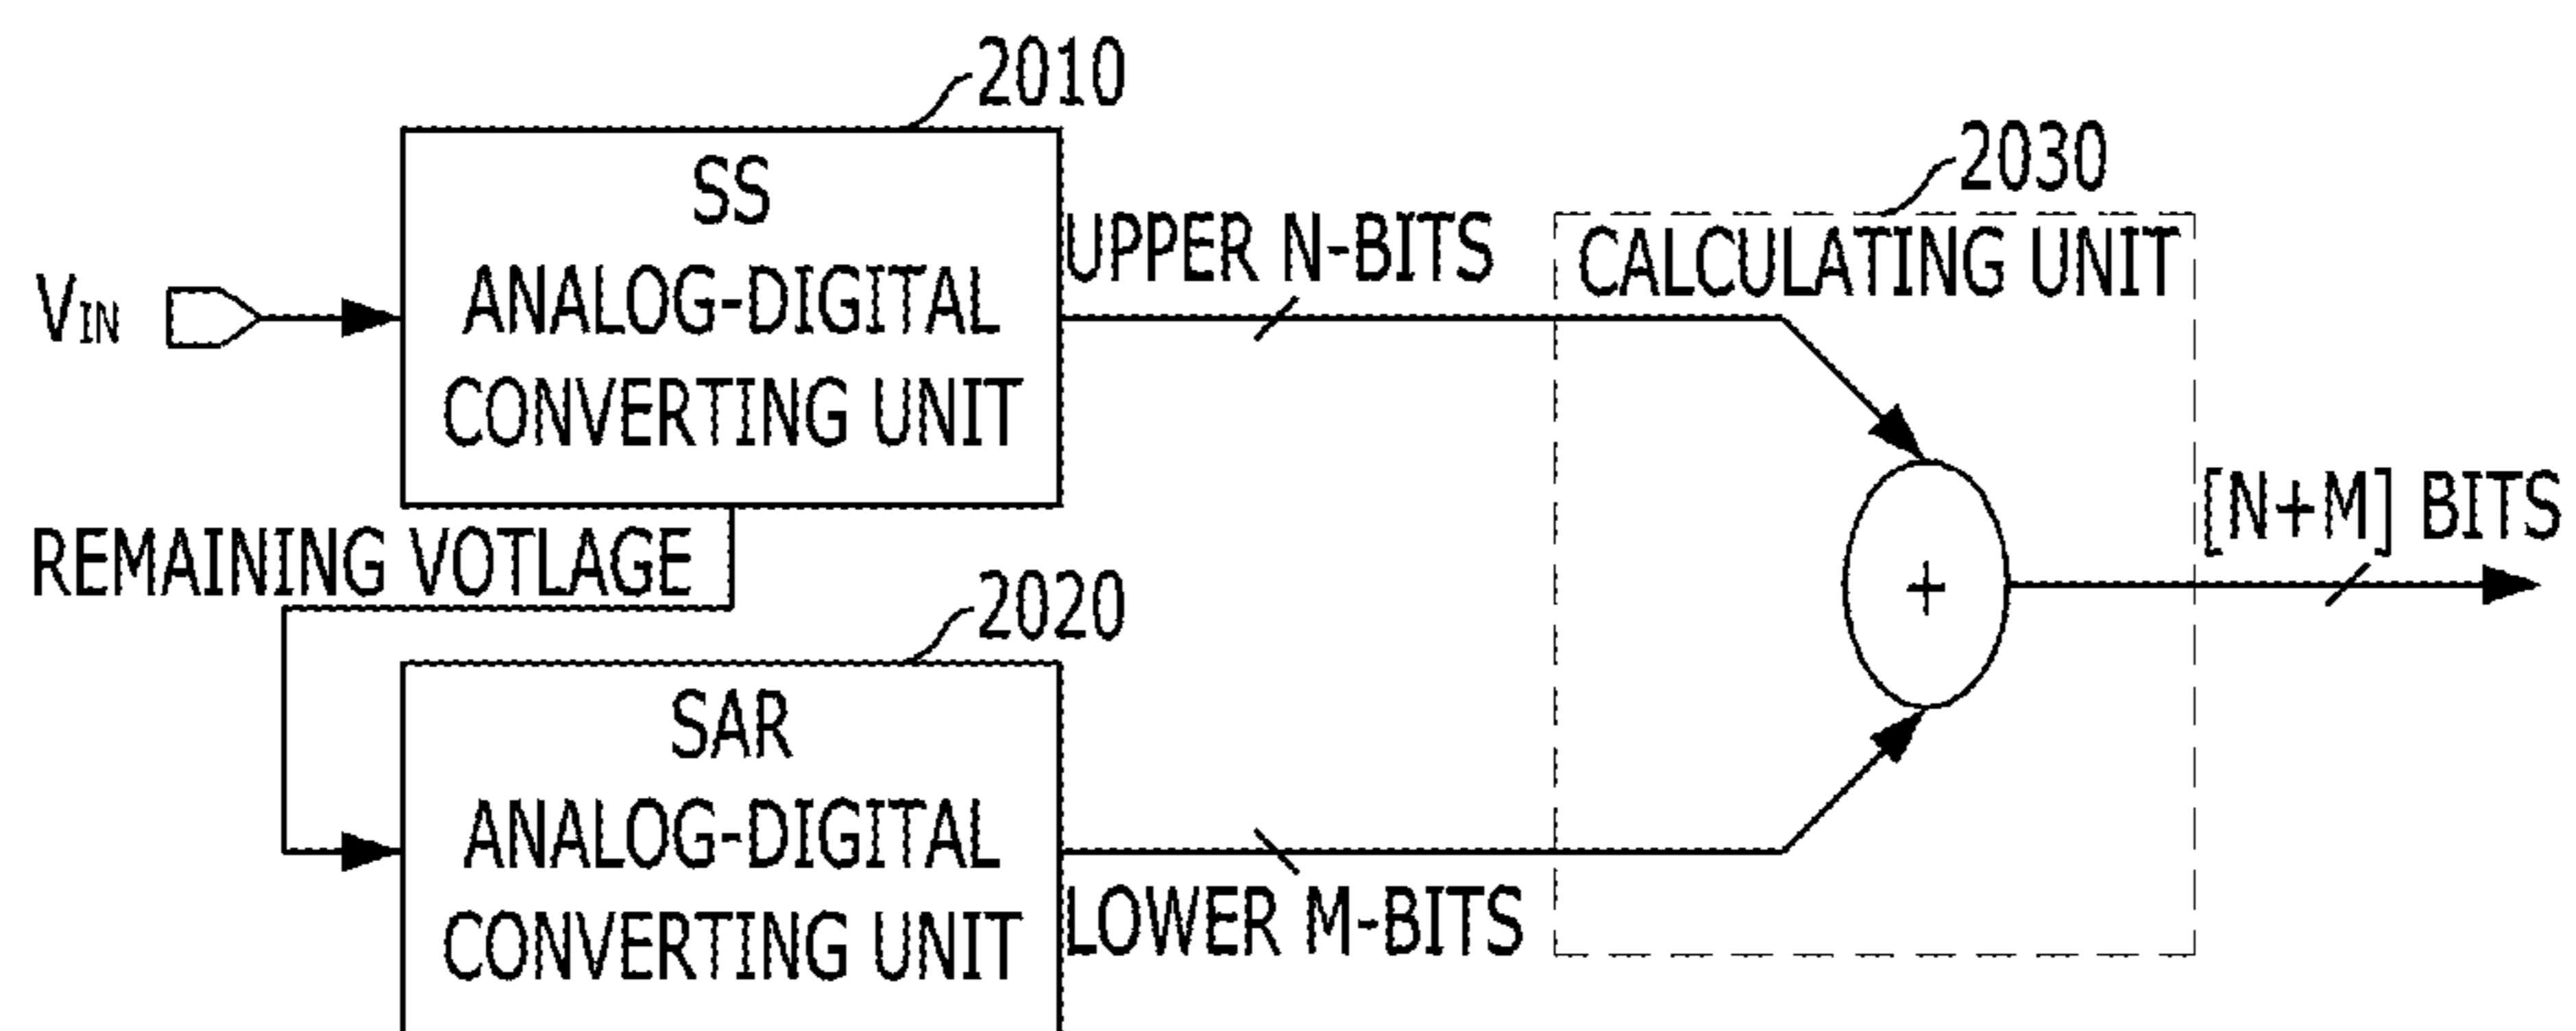 2010
SS
ANALOG-DIGITAL
CONVERTING UNIT
VIN
UPPER N-BITS
2030
CALCULATING UNIT
+
[N+M] BITS
REMAINING VOTLAGE
2020
SAR
ANALOG-DIGITAL
CONVERTING UNIT
LOWER M-BITS